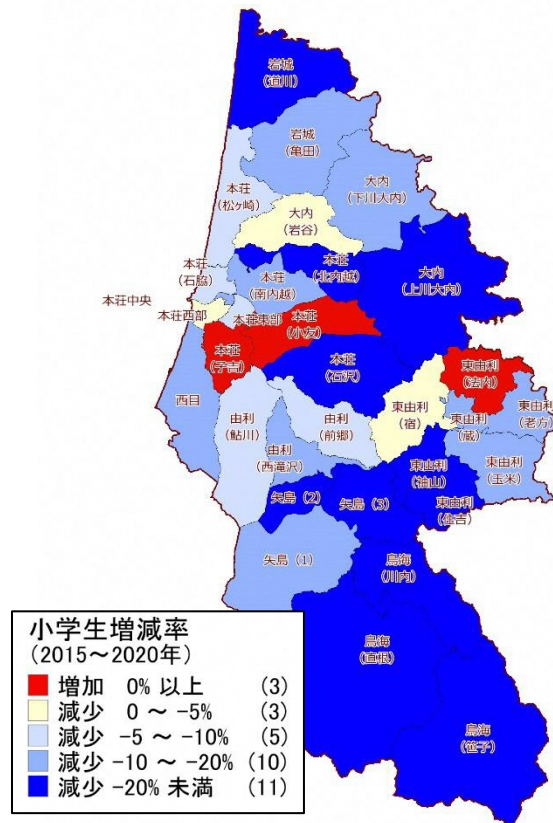 岩城
(道川)
岩城
(亀田)
大内
(下川大内)
本荘
(松ヶ崎)
大内
(岩谷)
本荘
(北内越)
本荘
(石脇)
本荘
(南内越)
大内
(上川大内)
本荘中央
本荘西部
本荘東部
本荘
(小友)
本荘
(子吉)
本荘
(石沢)
東由利
(法内)
西目
東由利
(宿)
東由利
(蔵)
東由利
(老方)
由利
(鮎川)
由利
(前郷)
由利
(西滝沢)
東由利
(袖山)
東由利
(玉米)
矢島 (2)
矢島 (3)
東由利
(住吉)
矢島 (1)
鳥海
(川内)
鳥海
(直根)
鳥海
(笹子)
小学生増減率
(2015～2020年)
増加 0% 以上 (3)
減少 0 ～ -5% (3)
減少 -5 ～ -10% (5)
減少 -10 ～ -20% (10)
減少 -20% 未満 (11)